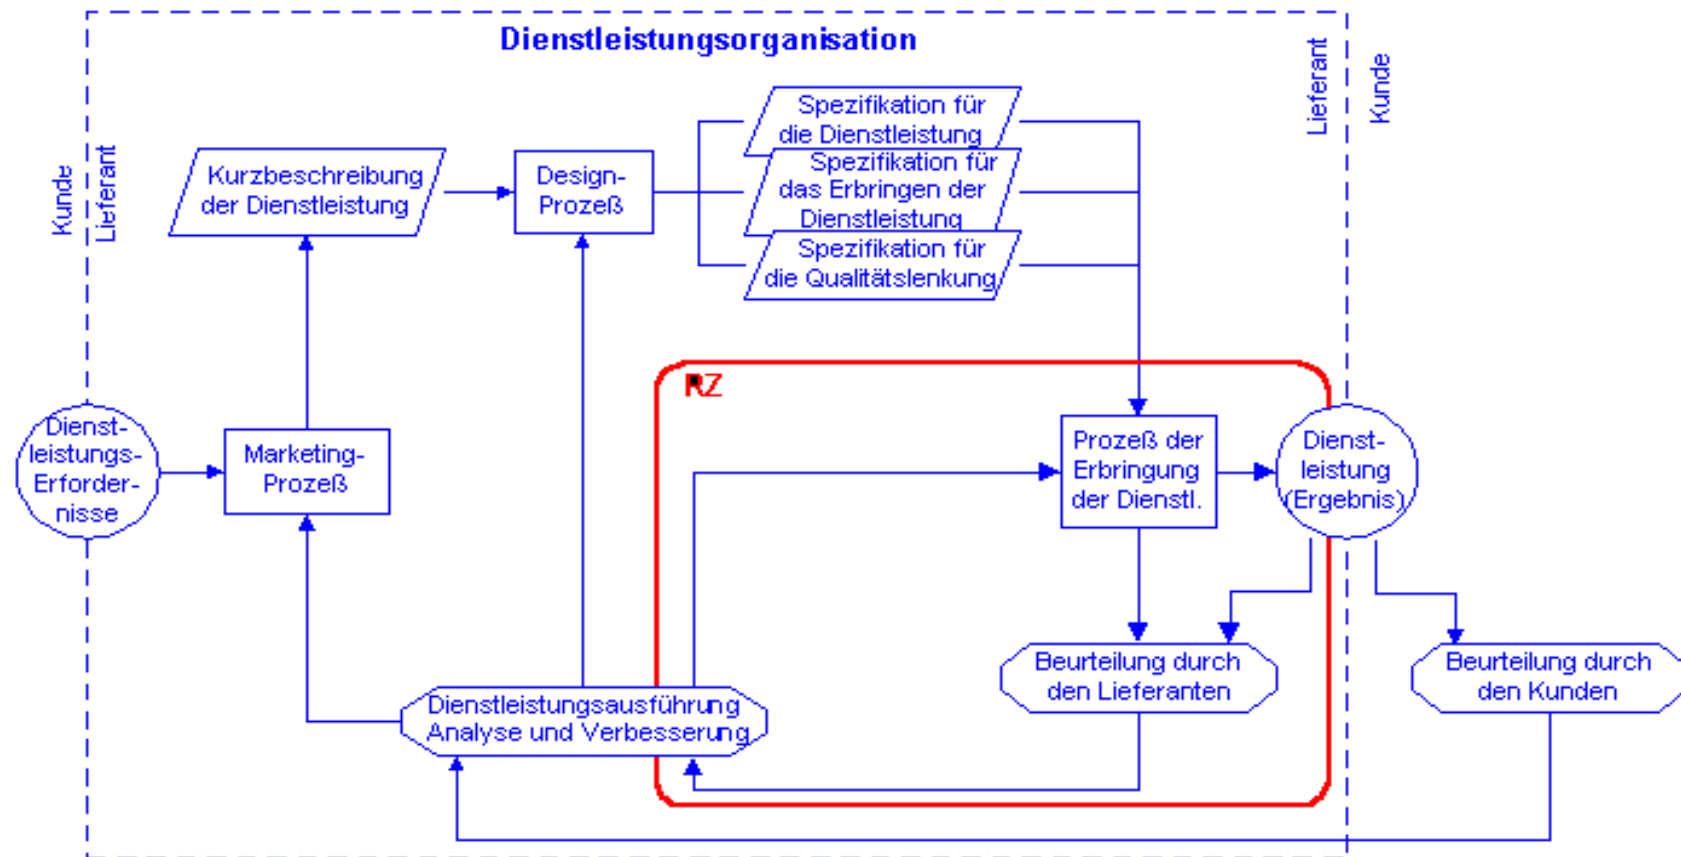 Dienstleistungsorganisation
Kunde
Lieferant
Lieferant
Kunde
Kurzbeschreibung
der Dienstleistung
Design-
Prozeß
Spezifikation für
die Dienstleistung
Spezifikation für
das Erbringen der
Dienstleistung
Spezifikation für
die Qualitätslenkung
RZ
Dienst-
leistungs-
Erforder-
nisse
Marketing-
Prozeß
Prozeß der
Erbringung
der Dienstl.
Dienst-
leistung
(Ergebnis)
Beurteilung durch
den Lieferanten
Beurteilung durch
den Kunden
Dienstleistungsausführung
Analyse und Verbesserung